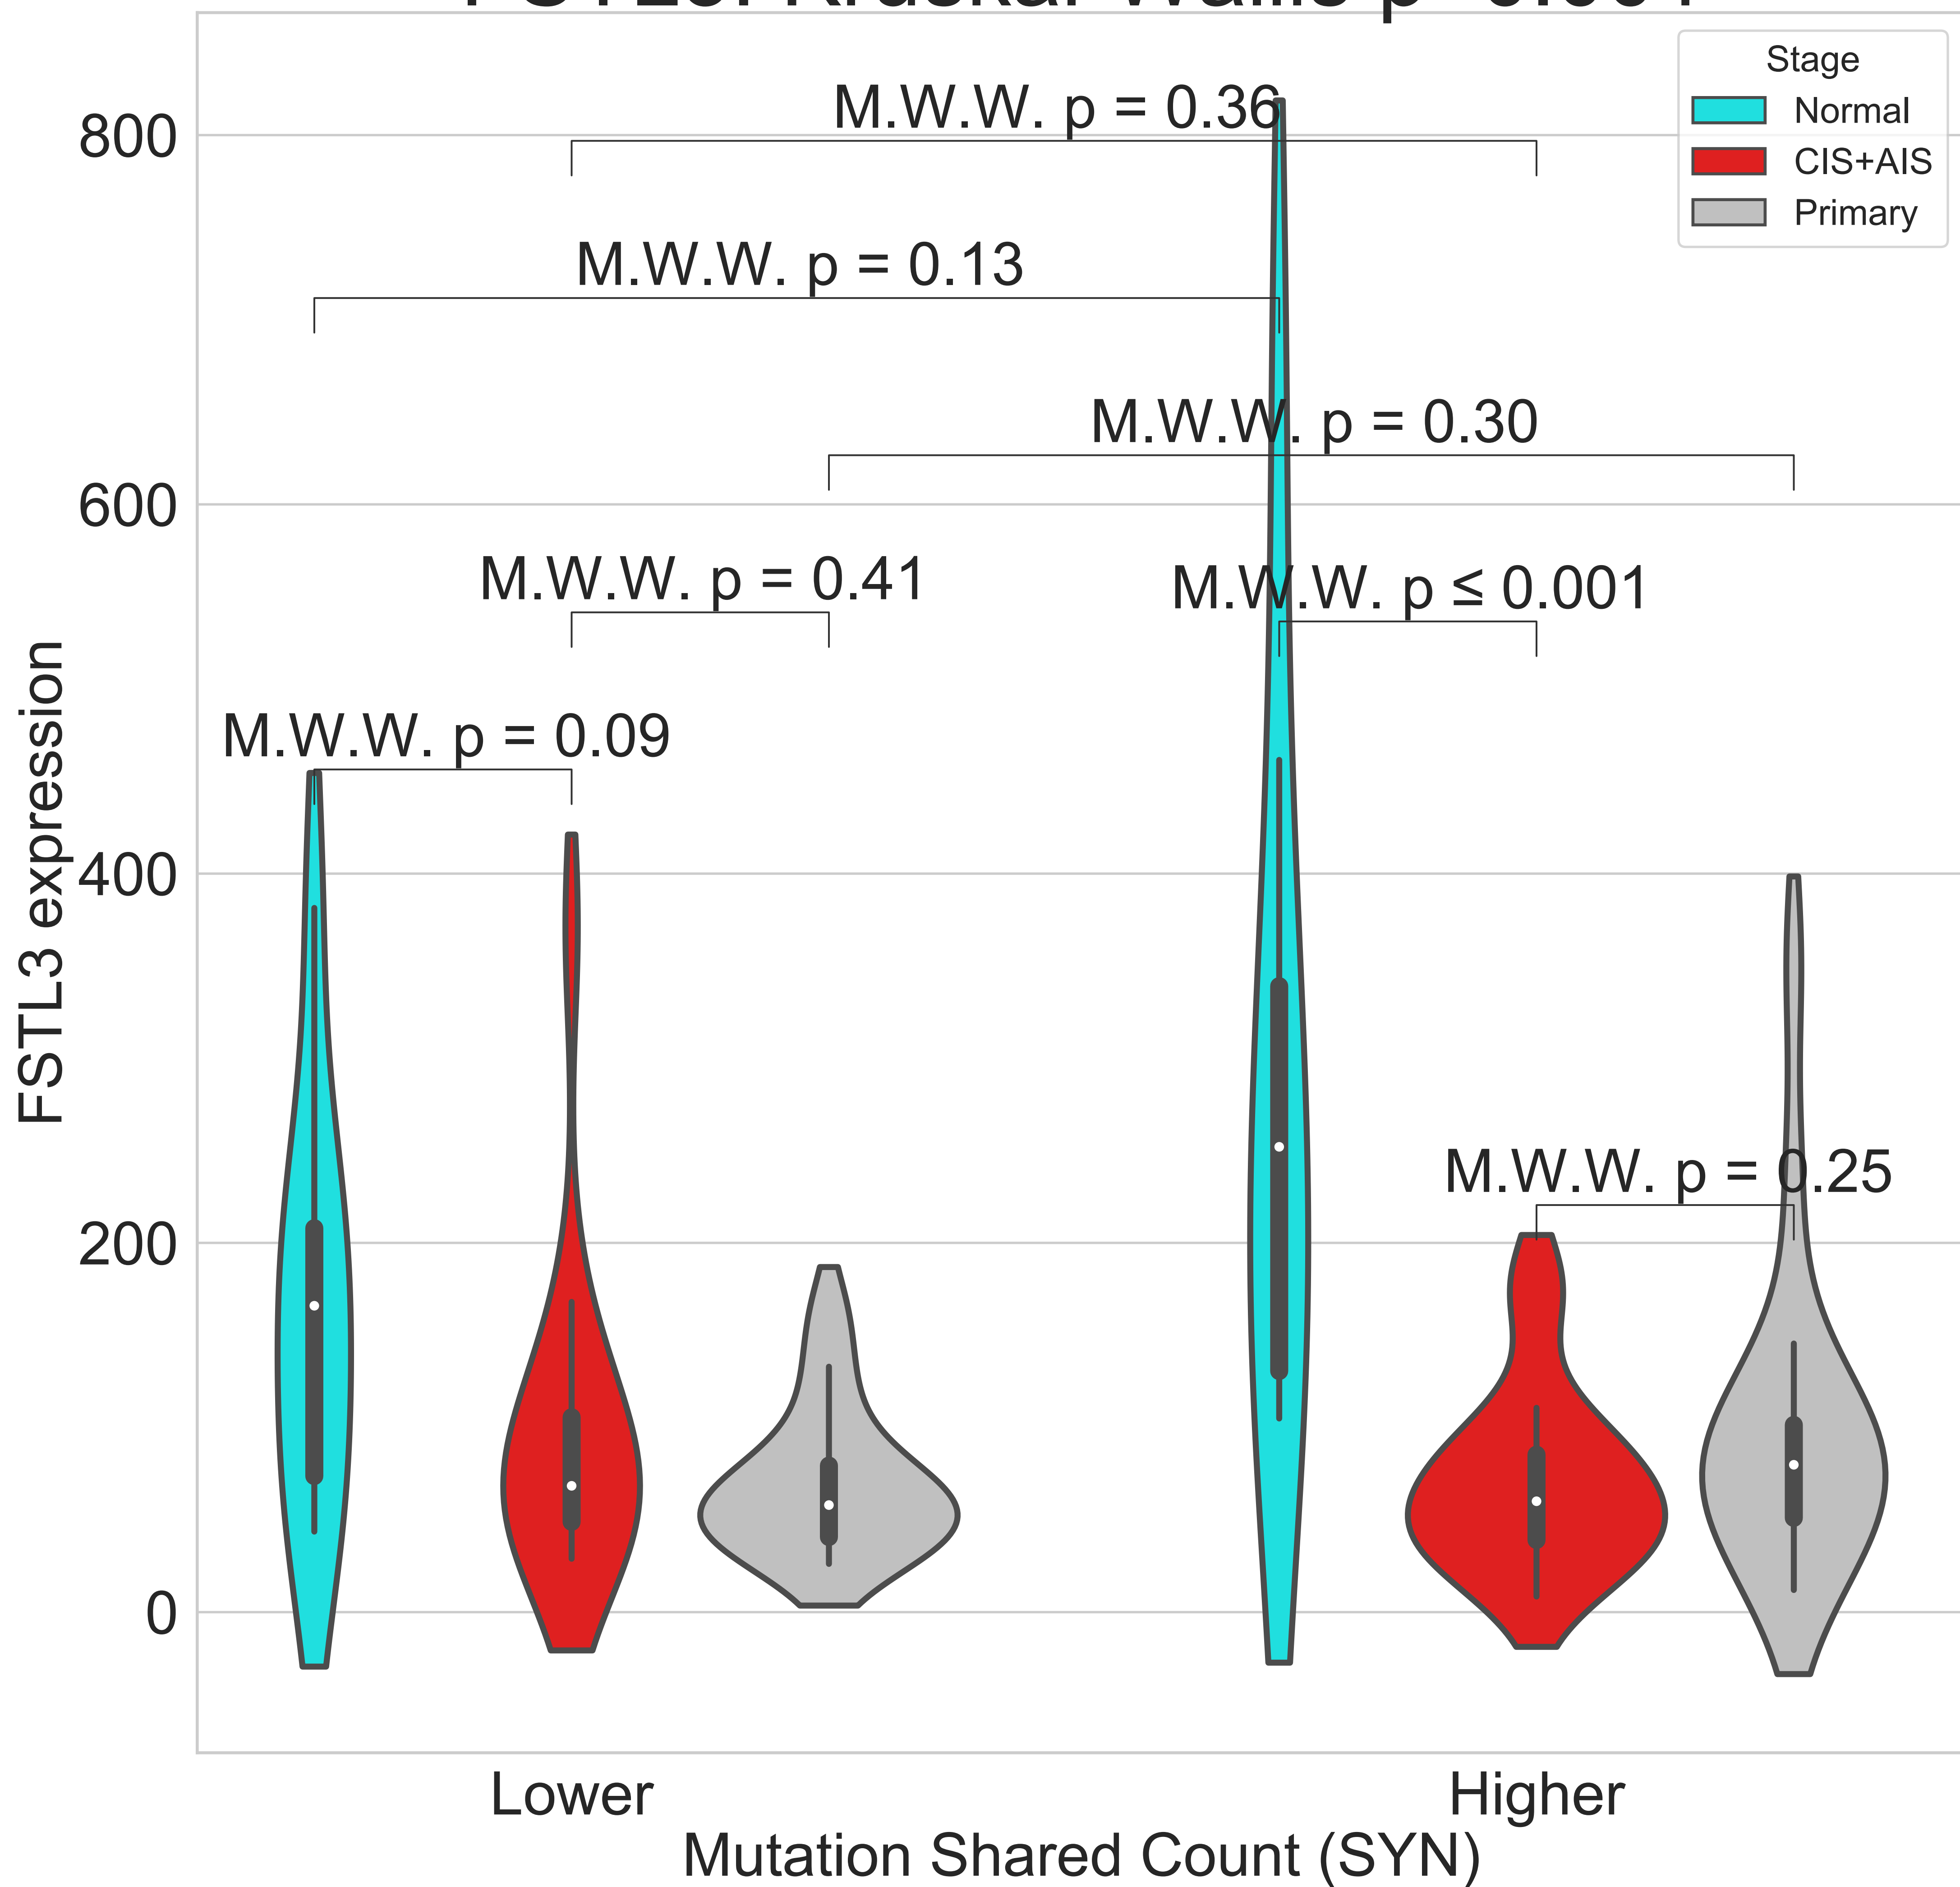 Stage
Normal
CIS+AIS
Primary
M.W.W. p = 0.36
M.W.W. p = 0.13
M.W.W. p = 0.30
M.W.W. p = 0.41
M.W.W. p ≤ 0.001
M.W.W. p = 0.09
M.W.W. p = 0.25
800
600
400
200
0
FSTL3 expression
Lower
Higher
Mutation Shared Count (SYN)